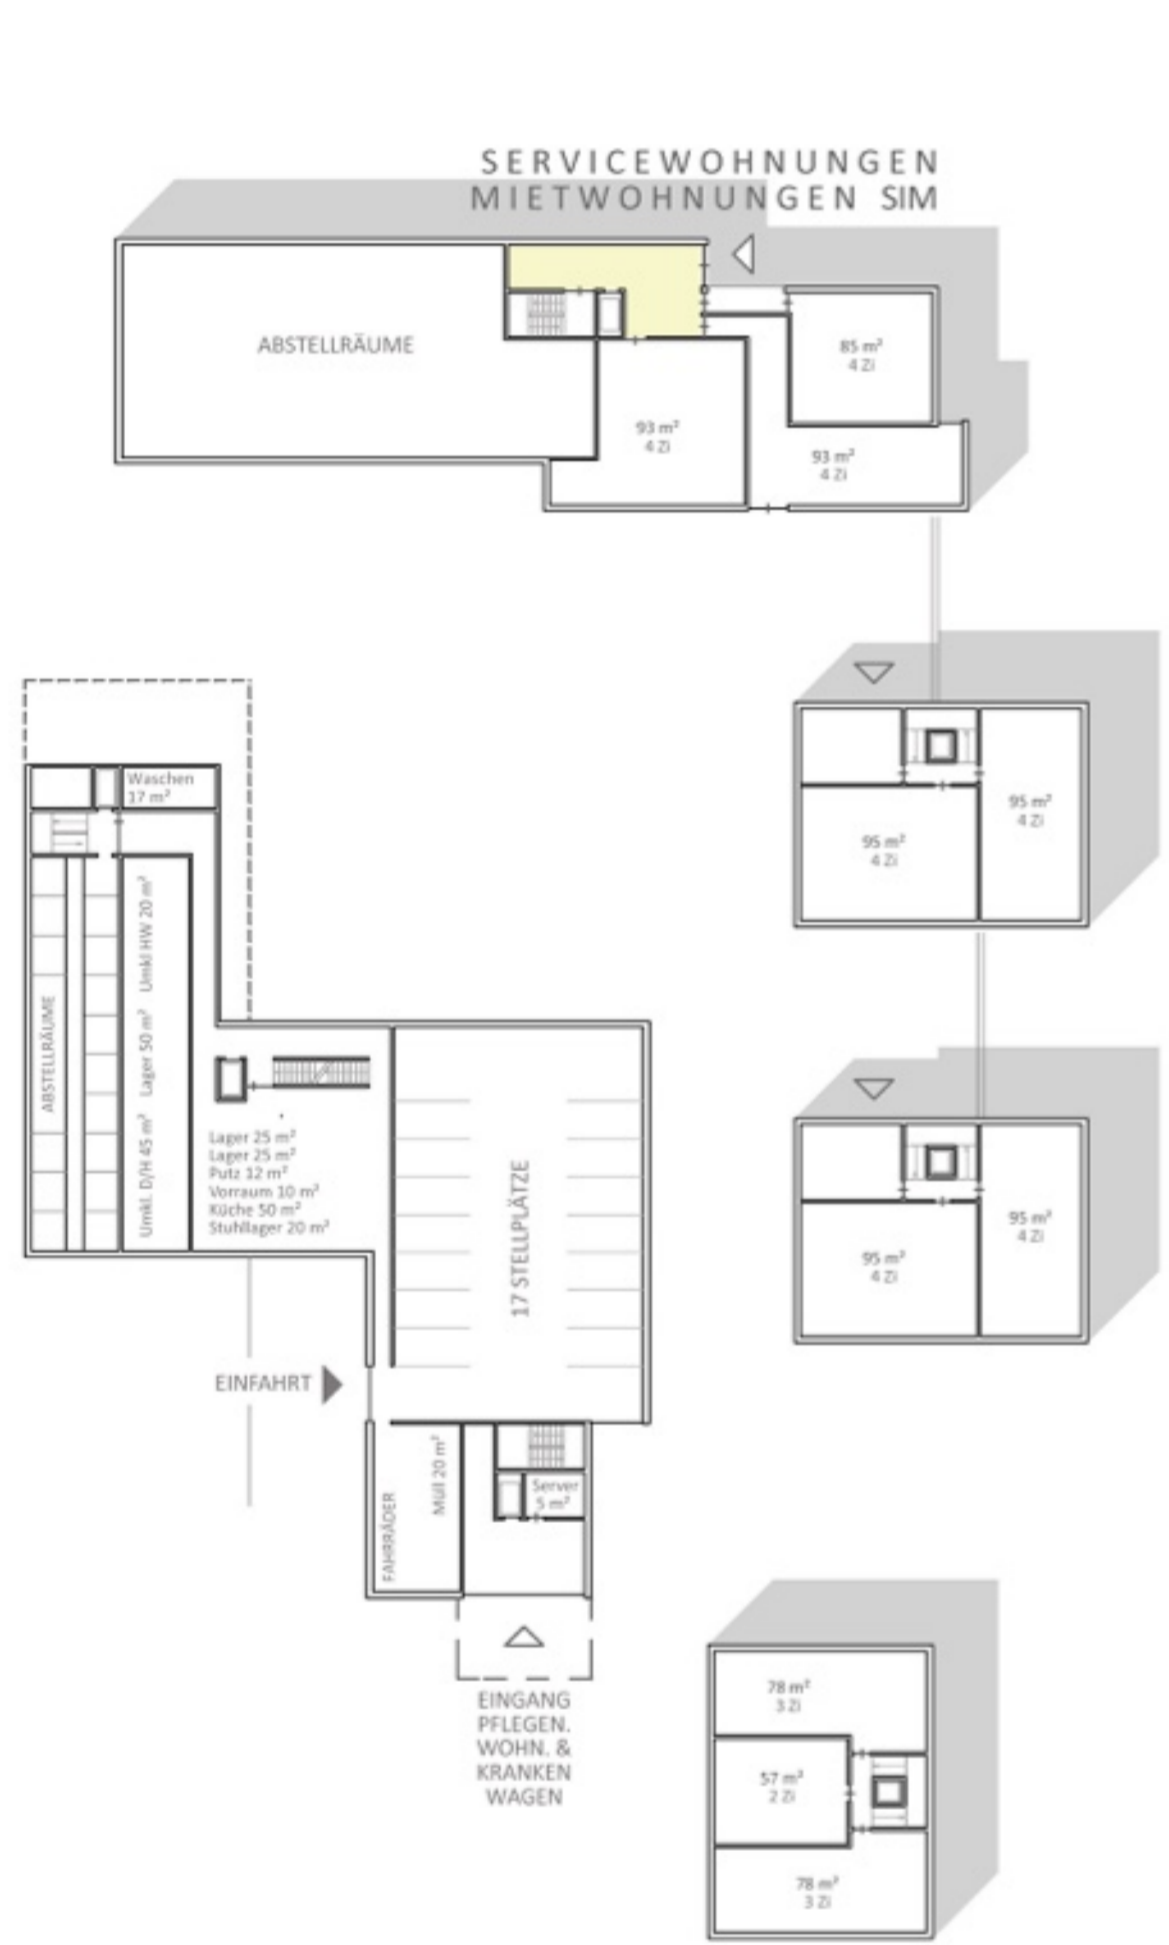 SERVICEWOHNUNGEN
MIETWOHNUNGEN SIM
ABSTELLRÄUME
85 m²
4 Zi
93 m²
4 Zi
93 m²
4 Zi
Waschen
17 m²
95 m²
4 Zi
95 m²
4 Zi
ABSTELLRÄUME
Umkl. D/H 45 m² Lager 50 m² Umkl HW 20 m²
Lager 25 m²
Lager 25 m²
Putz 12 m²
Vorraum 10 m²
Küche 50 m²
Stuhllager 20 m²
17 STELLPLÄTZE
95 m²
4 Zi
95 m²
4 Zi
EINFAHRT
FAHRRÄDER
Müll 20 m²
Server
5 m²
EINGANG
PFLEGEN.
WOHN. &
KRANKEN
WAGEN
78 m²
3 Zi
57 m²
2 Zi
78 m²
3 Zi